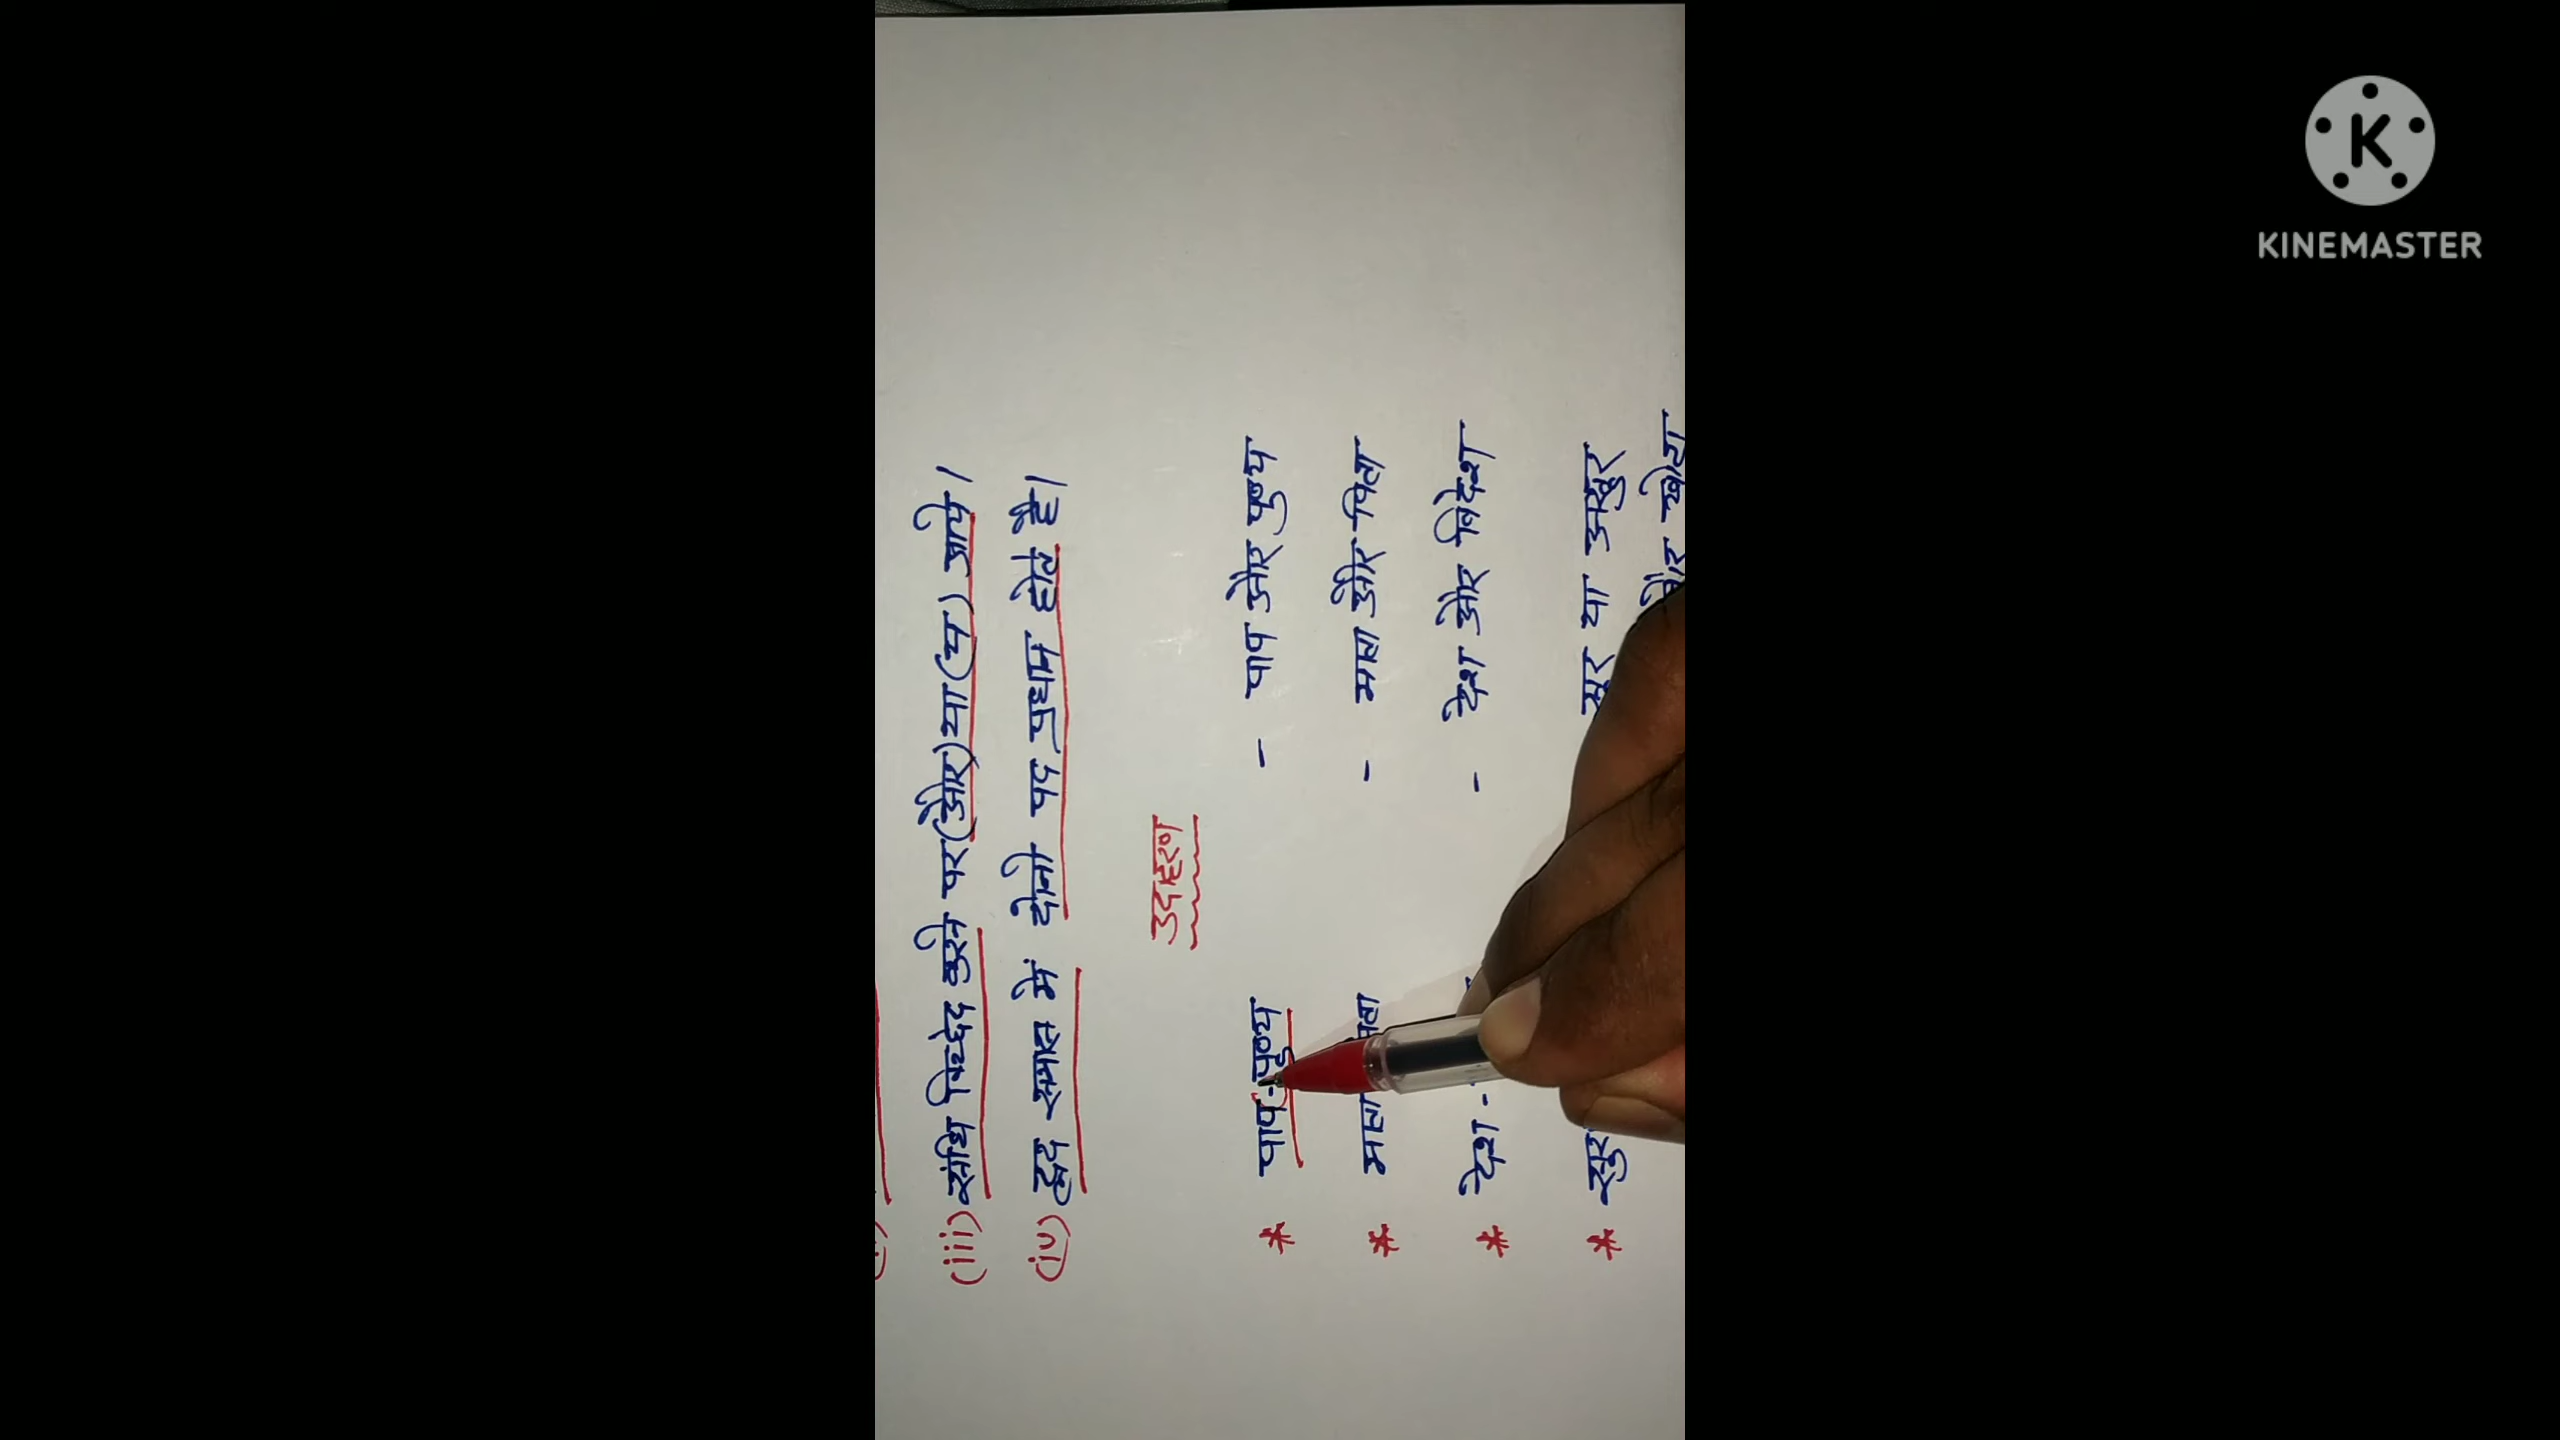 (iii) संधि विच्छेद करने पर (और) या (च) आये।
(iv) द्वंद्व समास में दोनो पद प्रधान होते हैं।
उदाहरण
* पाप-पुण्य - पाप और पुण्य
* माता - माता और पिता
* देश - - देश और विदेश
* सुर सुर या असुर
खोटा
KINEMASTER